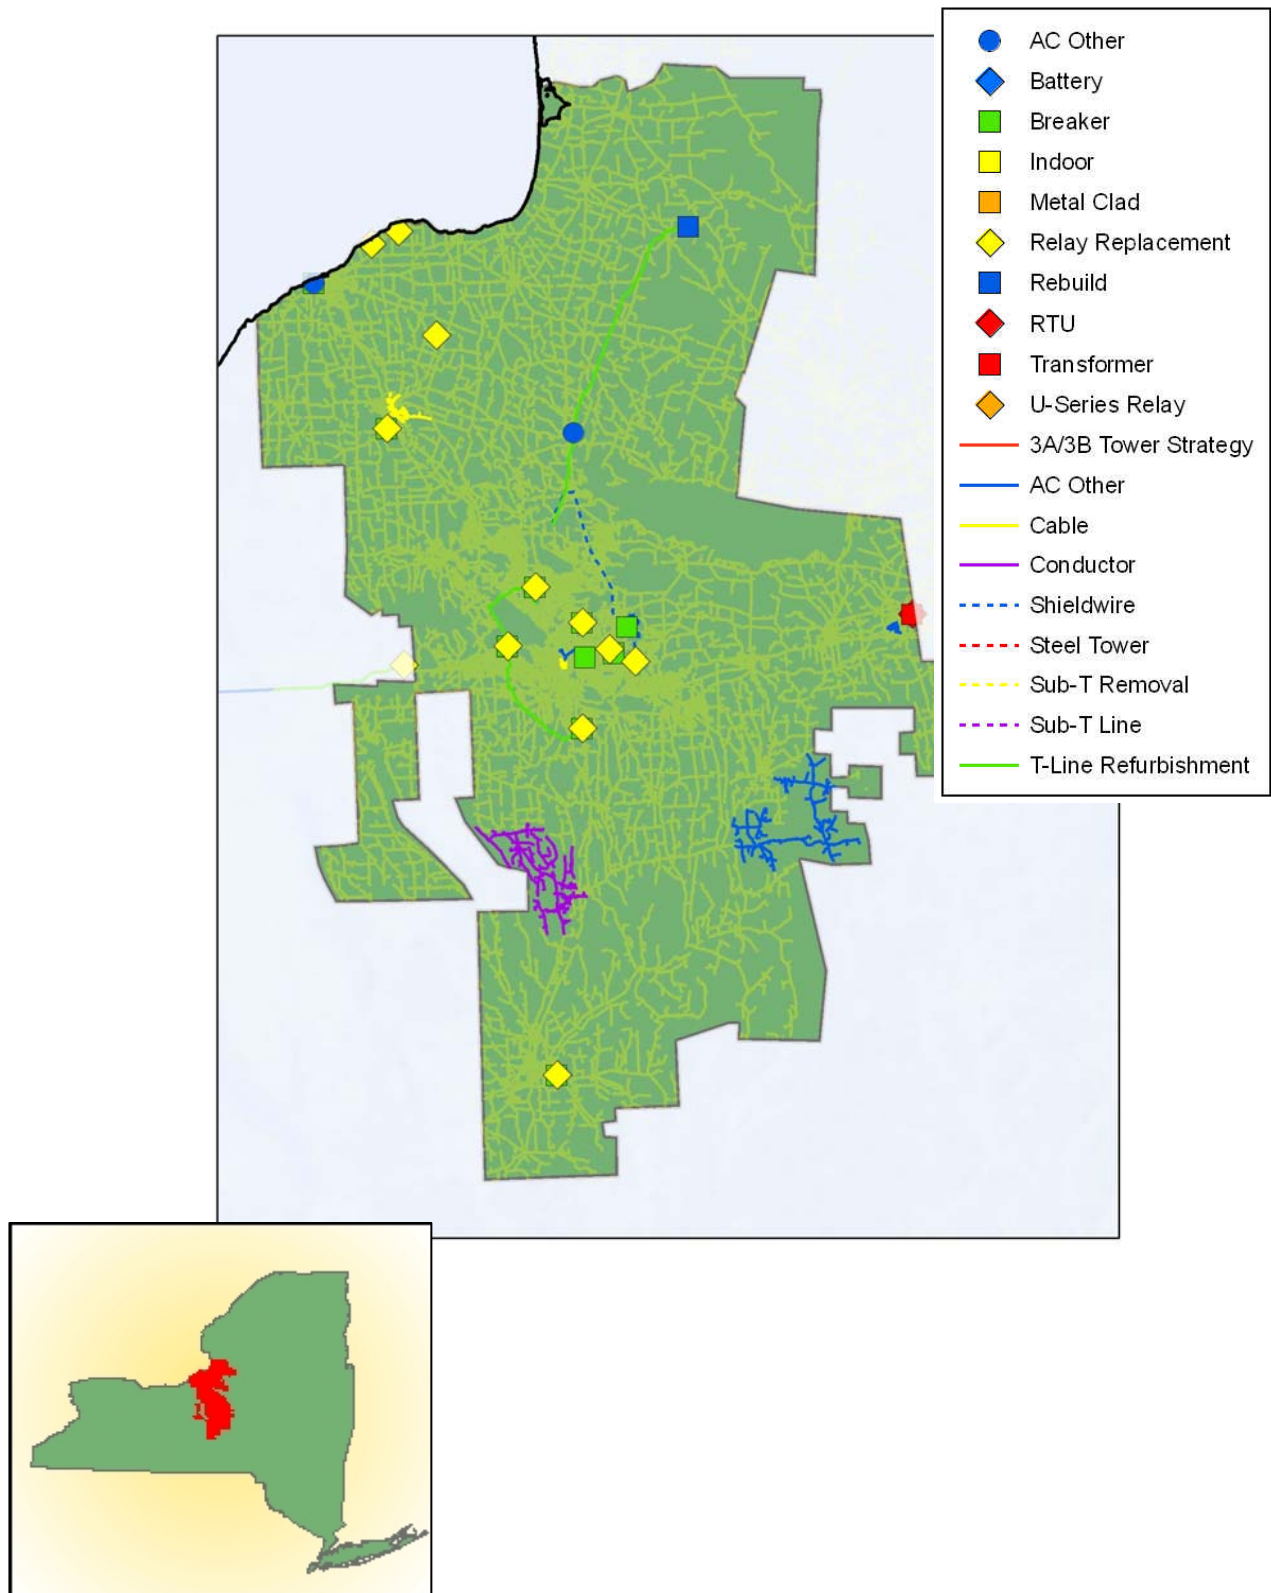 AC Other
Battery
Breaker
Indoor
Metal Clad
Relay Replacement
Rebuild
RTU
Transformer
U-Series Relay
3A/3B Tower Strategy
AC Other
Cable
Conductor
Shieldwire
Steel Tower
Sub-T Removal
Sub-T Line
T-Line Refurbishment